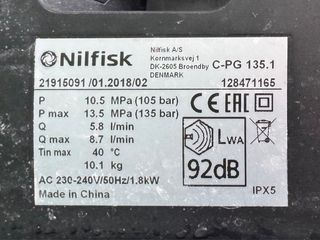 Nilfisk
Nilfisk A/S
Kornmarksvej 1
DK-2605 Broendby
DENMARK
C-PG 135.1
21915091 /01.2018/02
128471165
P 10.5 MPa (105 bar)
P max 13.5 MPa (135 bar)
Q 5.8 l/min
Q max 8.7 l/min
T max 40 °C
10.1 kg
AC 230-240V/50Hz/1.8kW
Made in China
CE EAC
LWA
92dB
IPX5